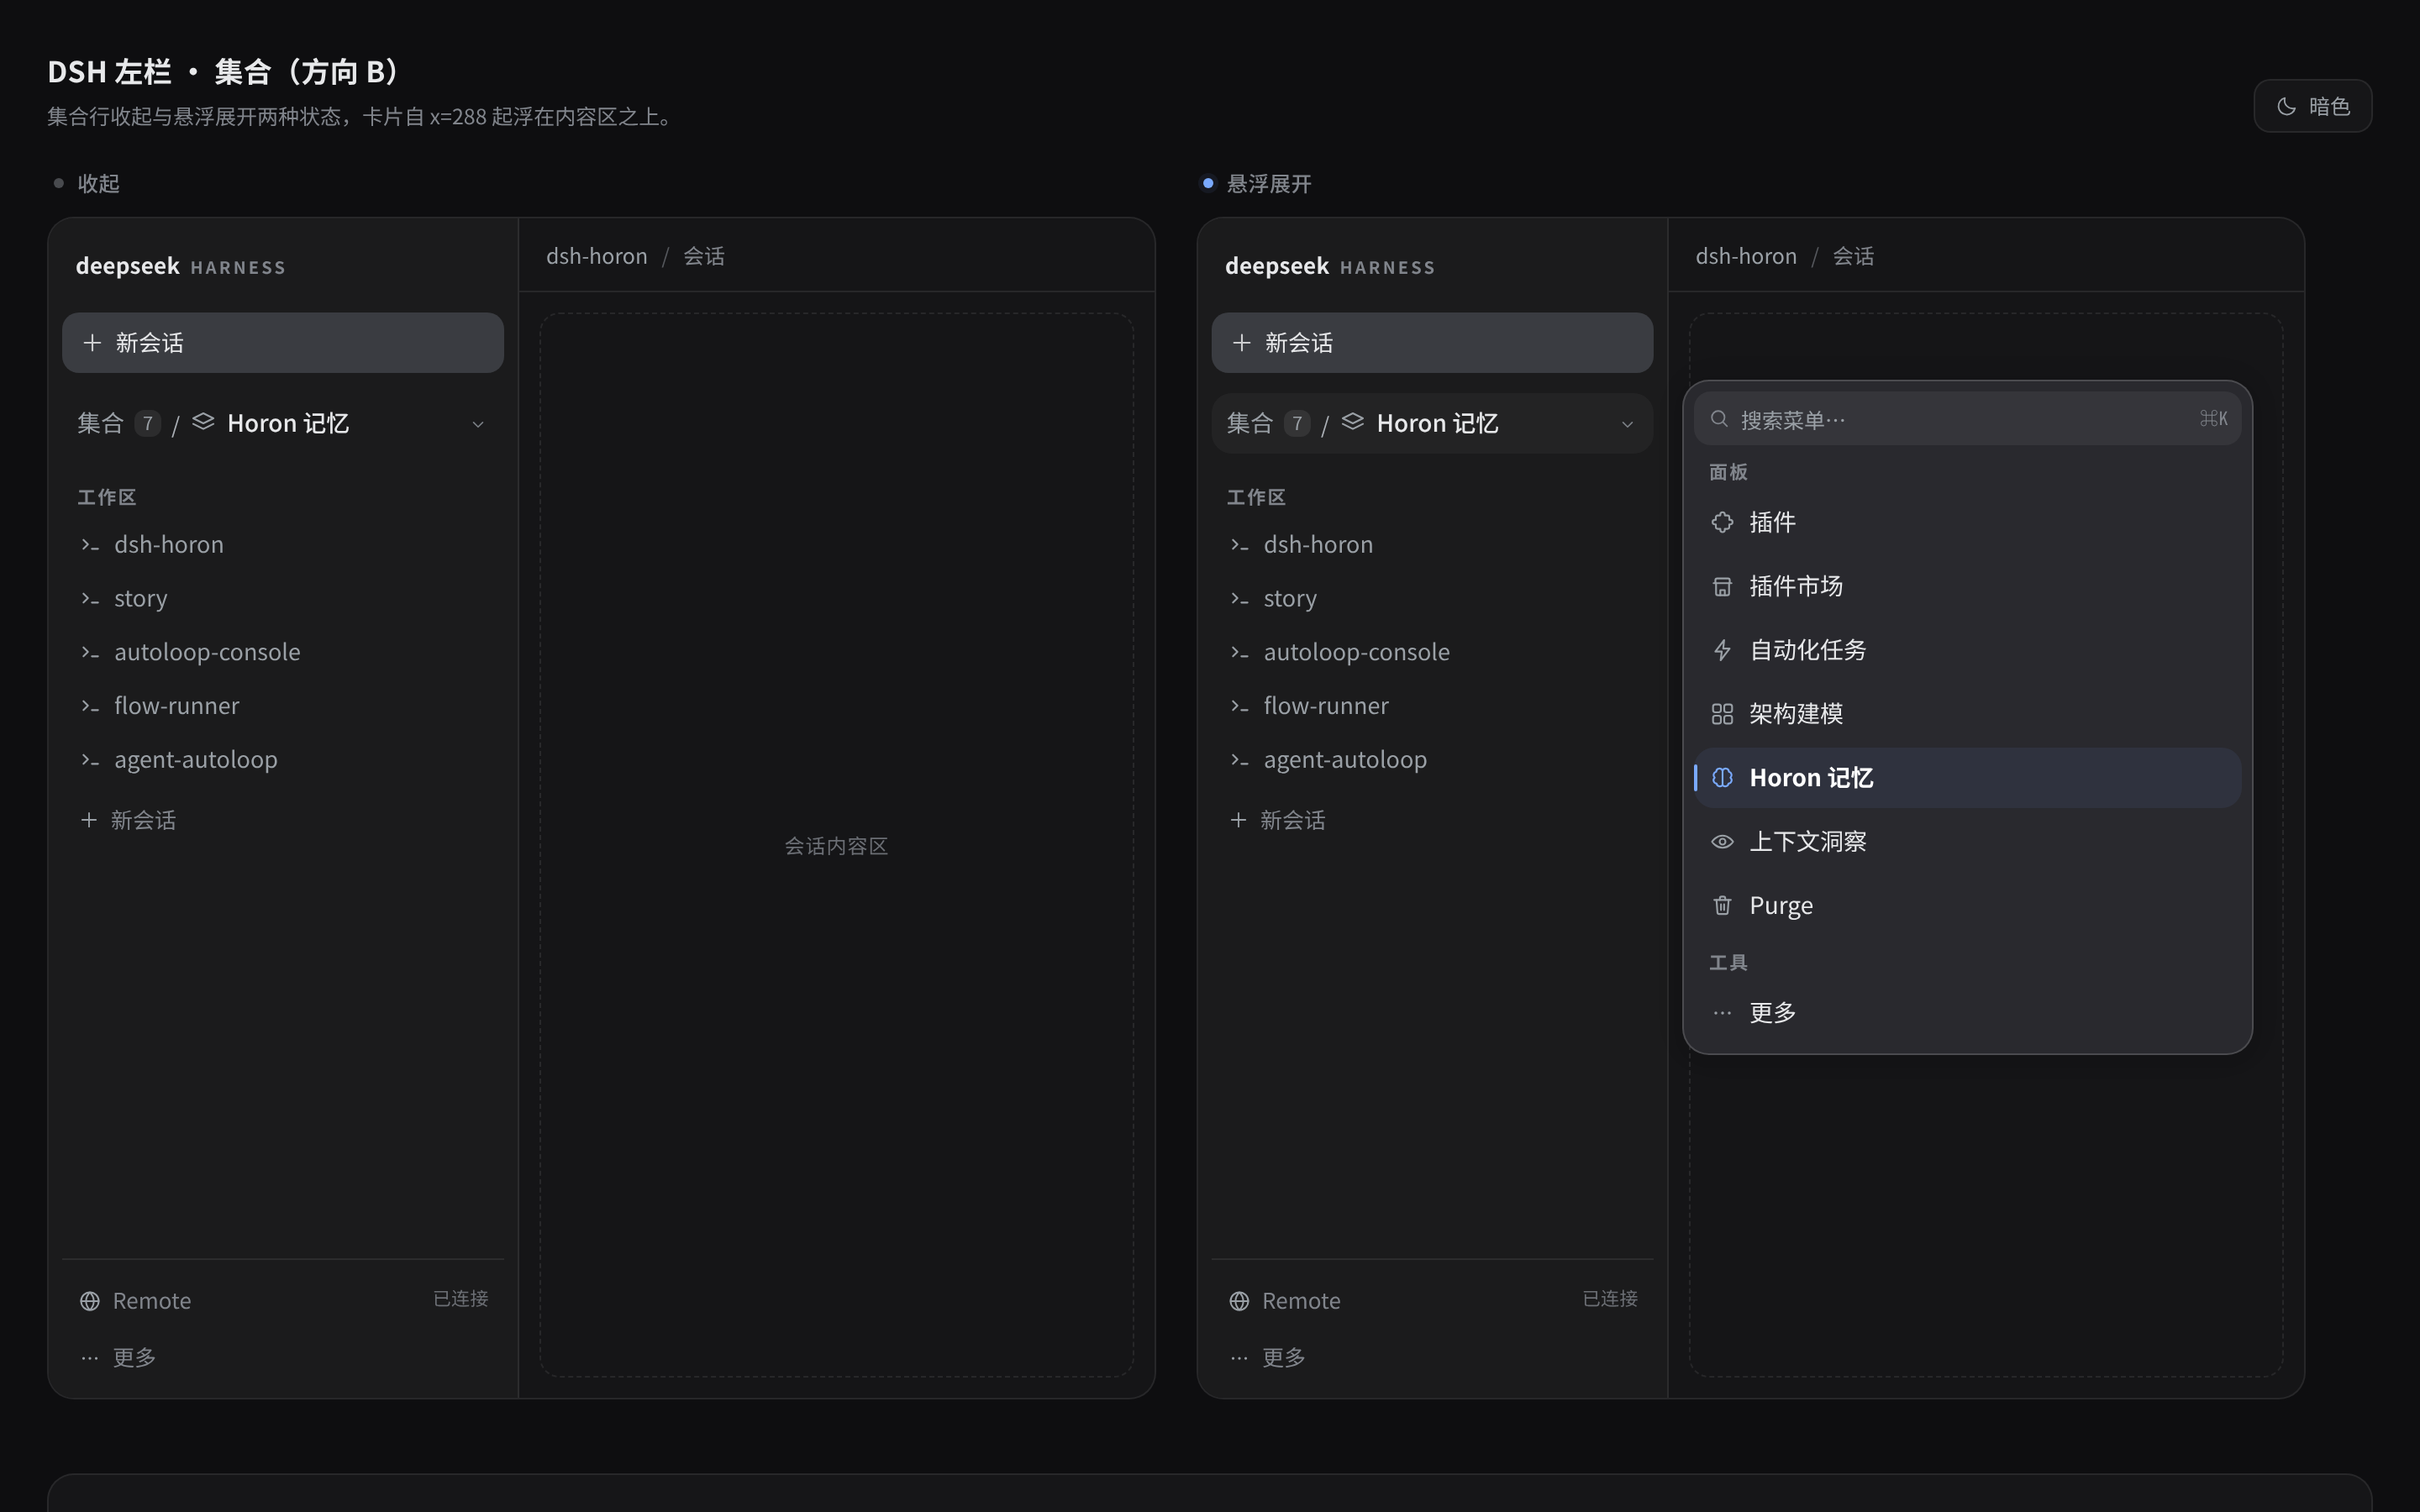 DSH 左栏 · 集合（方向 B）
集合行收起与悬浮展开两种状态，卡片自 x=288 起浮在内容区之上。
暗色
收起
deepseek HARNESS
新会话
集合 7 / Horon 记忆
工作区
dsh-horon
story
autoloop-console
flow-runner
agent-autoloop
新会话
Remote 已连接
更多
dsh-horon / 会话
会话内容区
悬浮展开
deepseek HARNESS
新会话
集合 7 / Horon 记忆
工作区
dsh-horon
story
autoloop-console
flow-runner
agent-autoloop
新会话
Remote 已连接
更多
dsh-horon / 会话
搜索菜单… ⌘K
面板
插件
插件市场
自动化任务
架构建模
Horon 记忆
上下文洞察
Purge
工具
更多